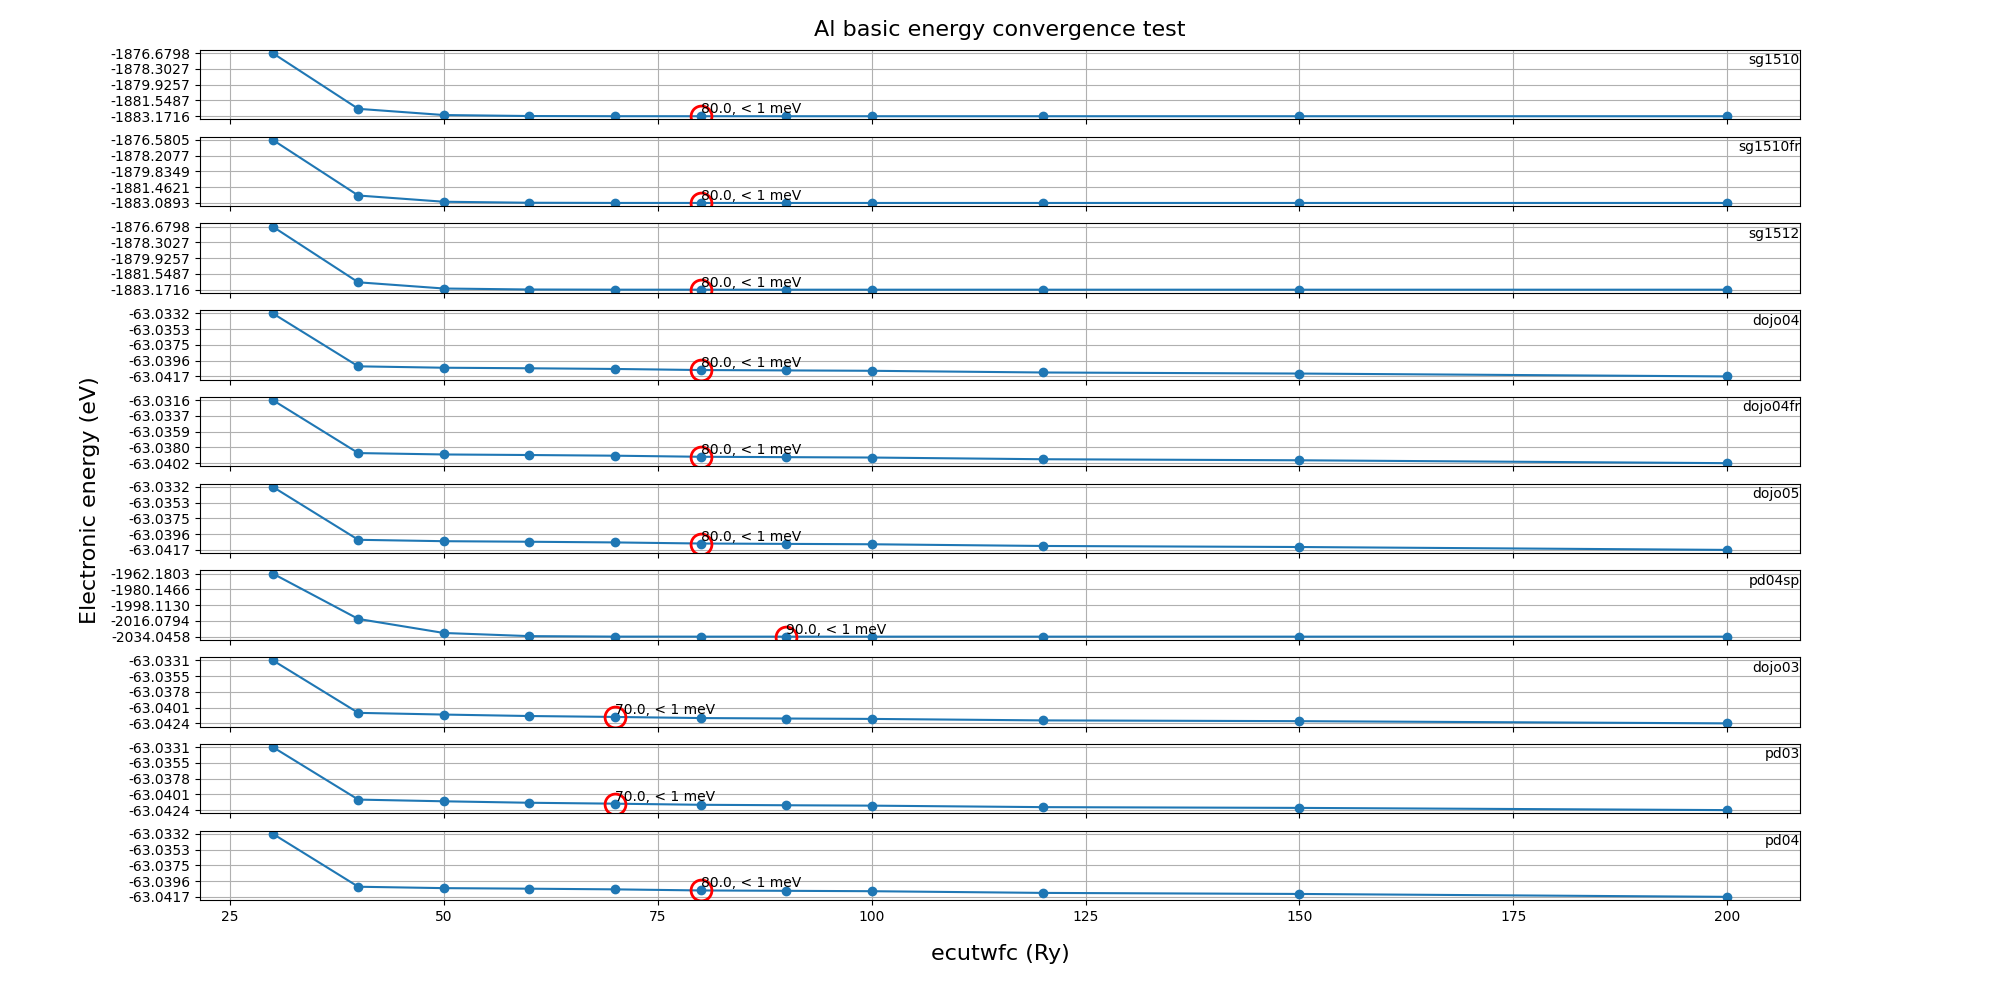 Al basic energy convergence test
-1876.6798
-1878.3027
-1879.9257
-1881.5487
-1883.1716
sg1510
80.0, < 1 meV
-1876.5805
-1878.2077
-1879.8349
-1881.4621
-1883.0893
sg1510fr
80.0, < 1 meV
-1876.6798
-1878.3027
-1879.9257
-1881.5487
-1883.1716
sg1512
80.0, < 1 meV
-63.0332
-63.0353
-63.0375
-63.0396
-63.0417
dojo04
80.0, < 1 meV
-63.0316
-63.0337
-63.0359
-63.0380
-63.0402
dojo04fr
80.0, < 1 meV
-63.0332
-63.0353
-63.0375
-63.0396
-63.0417
dojo05
80.0, < 1 meV
-1962.1803
-1980.1466
-1998.1130
-2016.0794
-2034.0458
pd04sp
90.0, < 1 meV
-63.0331
-63.0355
-63.0378
-63.0401
-63.0424
dojo03
70.0, < 1 meV
-63.0331
-63.0355
-63.0378
-63.0401
-63.0424
pd03
70.0, < 1 meV
-63.0332
-63.0353
-63.0375
-63.0396
-63.0417
pd04
80.0, < 1 meV
25 50 75 100 125 150 175 200
ecutwfc (Ry)
Electronic energy (eV)